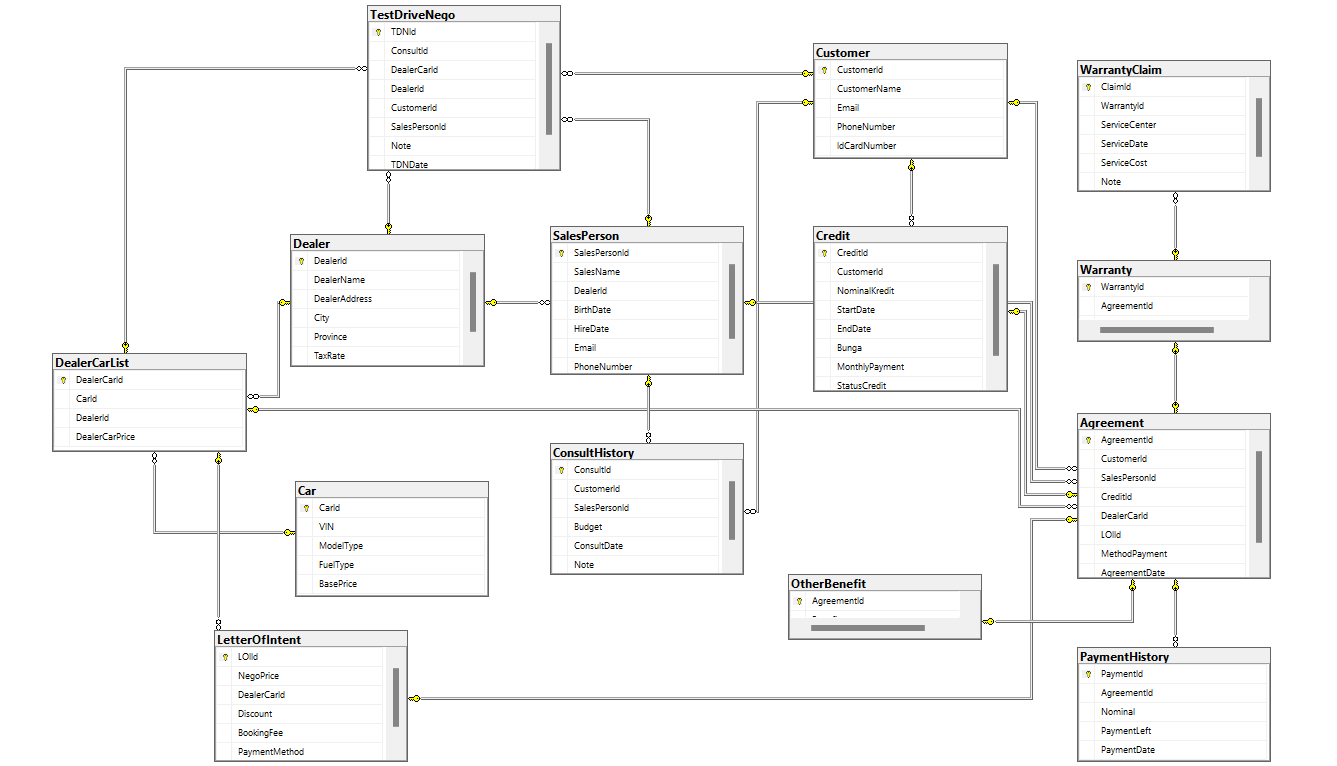 TestDriveNego
TDNId
ConsultId
DealerCarId
DealerId
CustomerId
SalesPersonId
Note
TDNDate
Customer
CustomerId
CustomerName
Email
PhoneNumber
IdCardNumber
WarrantyClaim
ClaimId
WarrantyId
ServiceCenter
ServiceDate
ServiceCost
Note
Dealer
DealerId
DealerName
DealerAddress
City
Province
TaxRate
SalesPerson
SalesPersonId
SalesName
DealerId
BirthDate
HireDate
Email
PhoneNumber
Credit
CreditId
CustomerId
NominalKredit
StartDate
EndDate
Bunga
MonthlyPayment
StatusCredit
Warranty
WarrantyId
AgreementId
DealerCarList
DealerCarId
CarId
DealerId
DealerCarPrice
Agreement
AgreementId
CustomerId
SalesPersonId
CreditId
DealerCarId
LOIId
MethodPayment
AgreementDate
ConsultHistory
ConsultId
CustomerId
SalesPersonId
Budget
ConsultDate
Note
Car
CarId
VIN
ModelType
FuelType
BasePrice
OtherBenefit
AgreementId
LetterOfIntent
LOIId
NegoPrice
DealerCarId
Discount
BookingFee
PaymentMethod
PaymentHistory
PaymentId
AgreementId
Nominal
PaymentLeft
PaymentDate